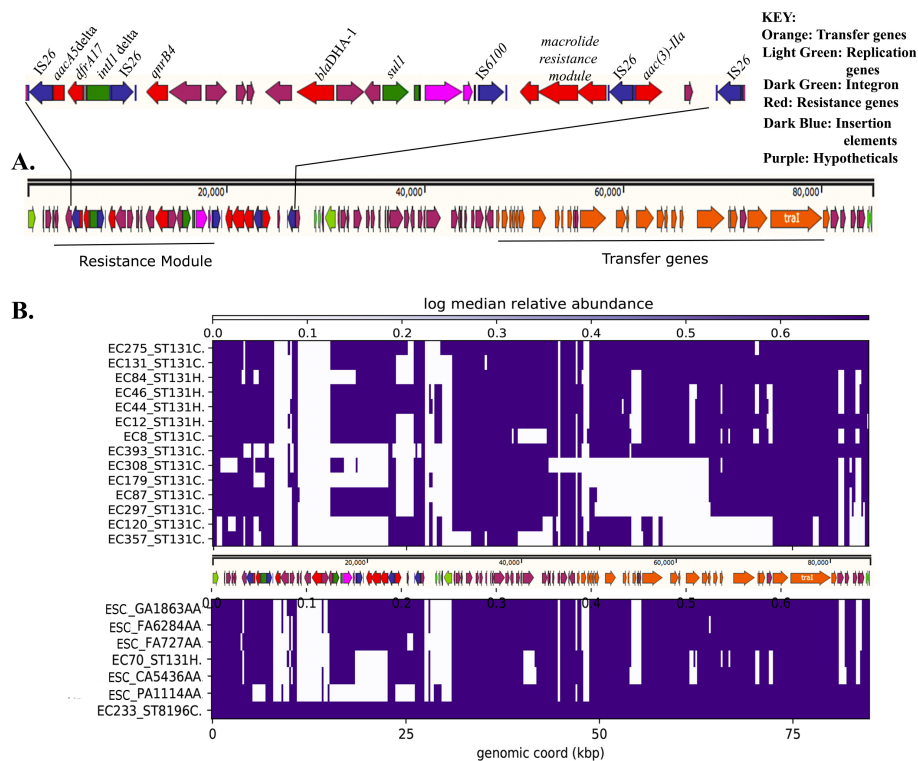 IS26
aacA5delta
dfrA17
intI1 delta
IS26
qnrB4
blaDHA-1
sul1
IS6100
macrolide
resistance
module
IS26
aac(3)-IIa
IS26
KEY:
Orange: Transfer genes
Light Green: Replication
genes
Dark Green: Integron
Red: Resistance genes
Dark Blue: Insertion
elements
Purple: Hypotheticals
A.
20,000 40,000 60,000 80,000
traI
Resistance Module
Transfer genes
B.
log median relative abundance
0.0 0.1 0.2 0.3 0.4 0.5 0.6
EC275_ST131C.
EC131_ST131C.
EC84_ST131H.
EC46_ST131H.
EC44_ST131H.
EC12_ST131H.
EC8_ST131C.
EC393_ST131C.
EC308_ST131C.
EC179_ST131C.
EC87_ST131C.
EC297_ST131C.
EC120_ST131C.
EC357_ST131C.
20,000 40,000 60,000 80,000
traI
0.0 0.1 0.2 0.3 0.4 0.5 0.6
ESC_GA1863AA
ESC_FA6284AA
ESC_FA727AA
EC70_ST131H.
ESC_CA5436AA
ESC_PA1114AA
EC233_ST8196C.
0 25 50 75
genomic coord (kbp)